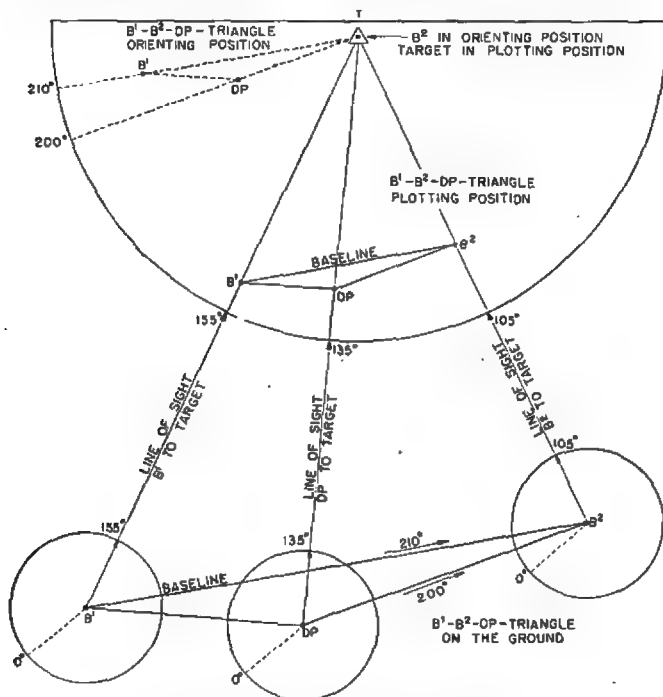 T
B¹-B²-DP-TRIANGLE
ORIENTING POSITION
B¹
DP
210°
200°
B² IN ORIENTING POSITION
TARGET IN PLOTTING POSITION
B¹-B²-DP-TRIANGLE
PLOTTING POSITION
BASELINE
B¹
B²
DP
155°
135°
105°
LINE OF SIGHT
B¹ TO TARGET
LINE OF SIGHT
DP TO TARGET
LINE OF SIGHT
B² TO TARGET
105°
155°
135°
210°
B²
BASELINE
200°
0°
B¹
DP
B¹-B²-DP-TRIANGLE
ON THE GROUND
0°
0°